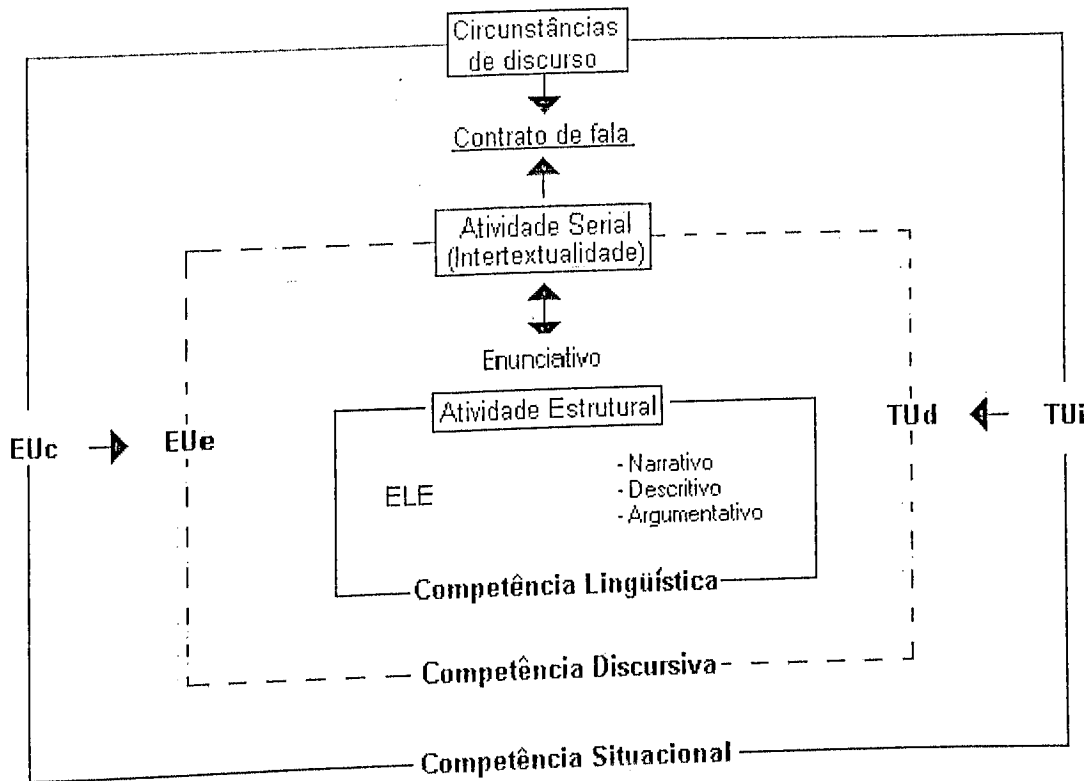 Circunstâncias
de discurso
Contrato de fala
Atividade Serial
(Intertextualidade)
Enunciativo
Atividade Estrutural
EUc
EUe
TUd
TUi
ELE
- Narrativo
- Descritivo
- Argumentativo
Competência Lingüística
Competência Discursiva
Competência Situacional